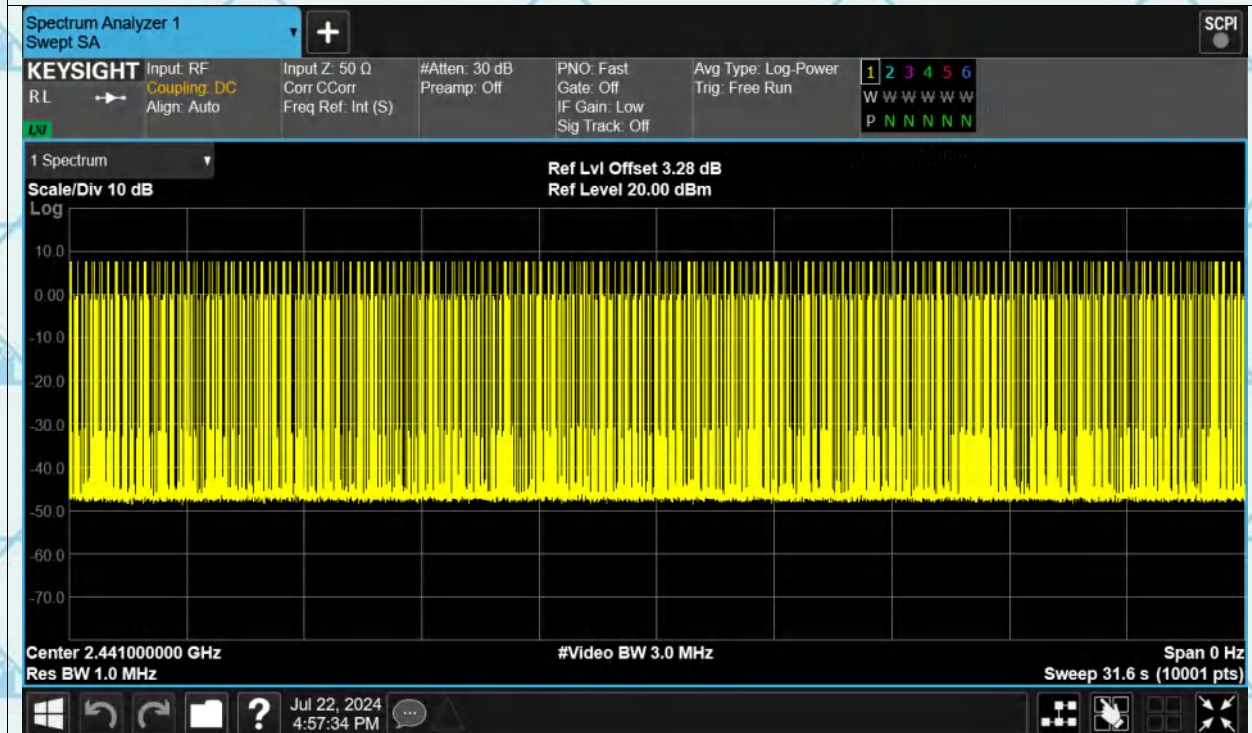 Spectrum Analyzer 1
Swept SA
+
SCPI
KEYSIGHT
RL
LXI
Input: RF
Coupling: DC
Align: Auto
Input Z: 50 Ω
Corr CCorr
Freq Ref: Int (S)
#Atten: 30 dB
Preamp: Off
PNO: Fast
Gate: Off
IF Gain: Low
Sig Track: Off
Avg Type: Log-Power
Trig: Free Run
1 2 3 4 5 6
W W W W W W
P N N N N N
1 Spectrum
Ref Lvl Offset 3.28 dB
Scale/Div 10 dB
Ref Level 20.00 dBm
Log
10.0
0.00
-10.0
-20.0
-30.0
-40.0
-50.0
-60.0
-70.0
Center 2.441000000 GHz
#Video BW 3.0 MHz
Span 0 Hz
Res BW 1.0 MHz
Sweep 31.6 s (10001 pts)
?
Jul 22, 2024
4:57:34 PM